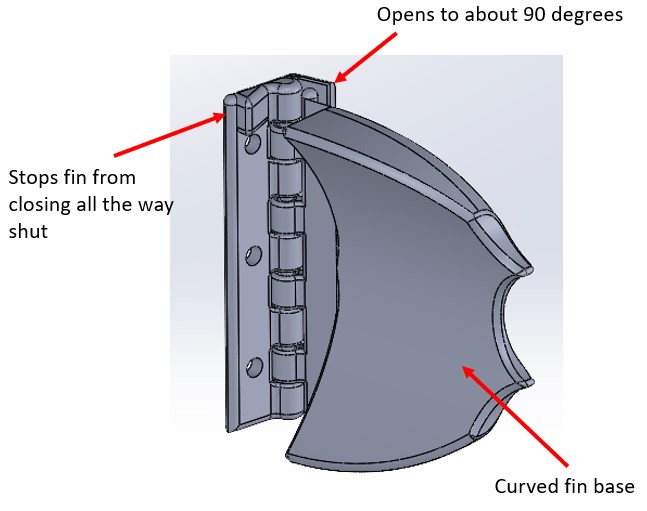 Opens to about 90 degrees
Stops fin from
closing all the way
shut
Curved fin base